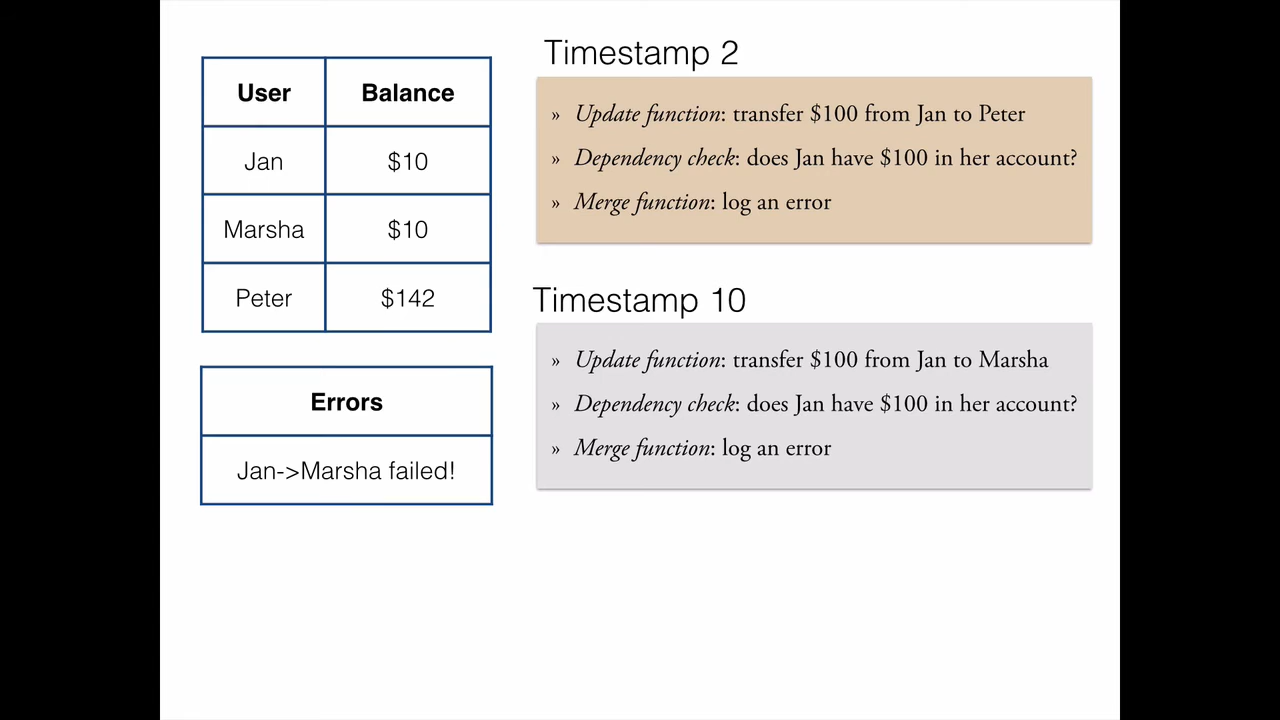 User Balance
Jan $10
Marsha $10
Peter $142
Errors
Jan->Marsha failed!
Timestamp 2
» Update function: transfer $100 from Jan to Peter
» Dependency check: does Jan have $100 in her account?
» Merge function: log an error
Timestamp 10
» Update function: transfer $100 from Jan to Marsha
» Dependency check: does Jan have $100 in her account?
» Merge function: log an error